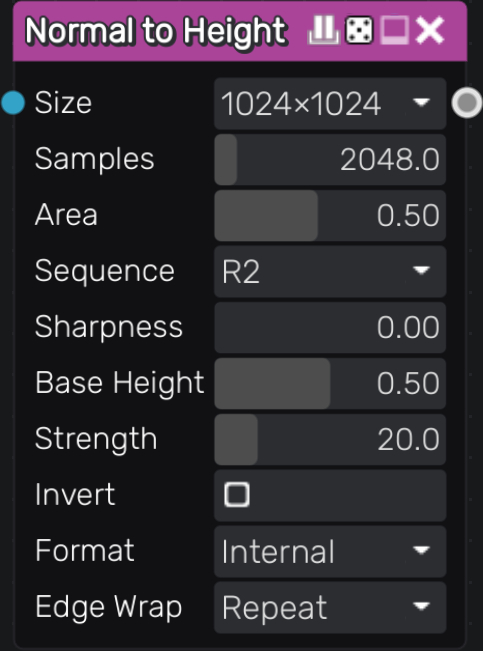 Normal to Height
Size 1024×1024
Samples 2048.0
Area 0.50
Sequence R2
Sharpness 0.00
Base Height 0.50
Strength 20.0
Invert
Format Internal
Edge Wrap Repeat